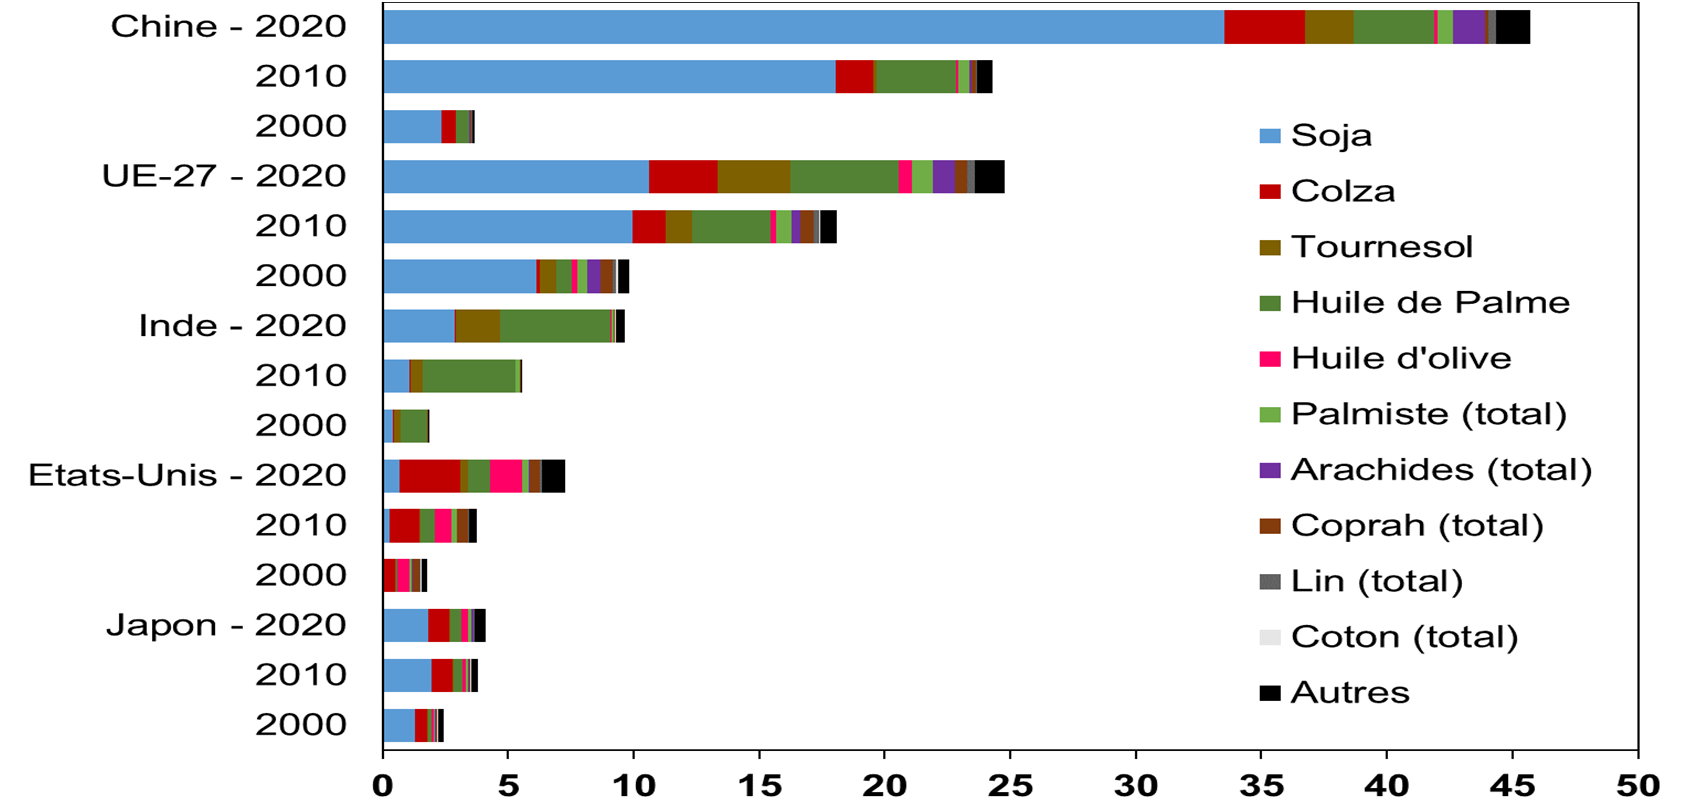 Chine - 2020
2010
2000
UE-27 - 2020
2010
2000
Inde - 2020
2010
2000
Etats-Unis - 2020
2010
2000
Japon - 2020
2010
2000
Soja
Colza
Tournesol
Huile de Palme
Huile d'olive
Palmiste (total)
Arachides (total)
Coprah (total)
Lin (total)
Coton (total)
Autres
0 5 10 15 20 25 30 35 40 45 50